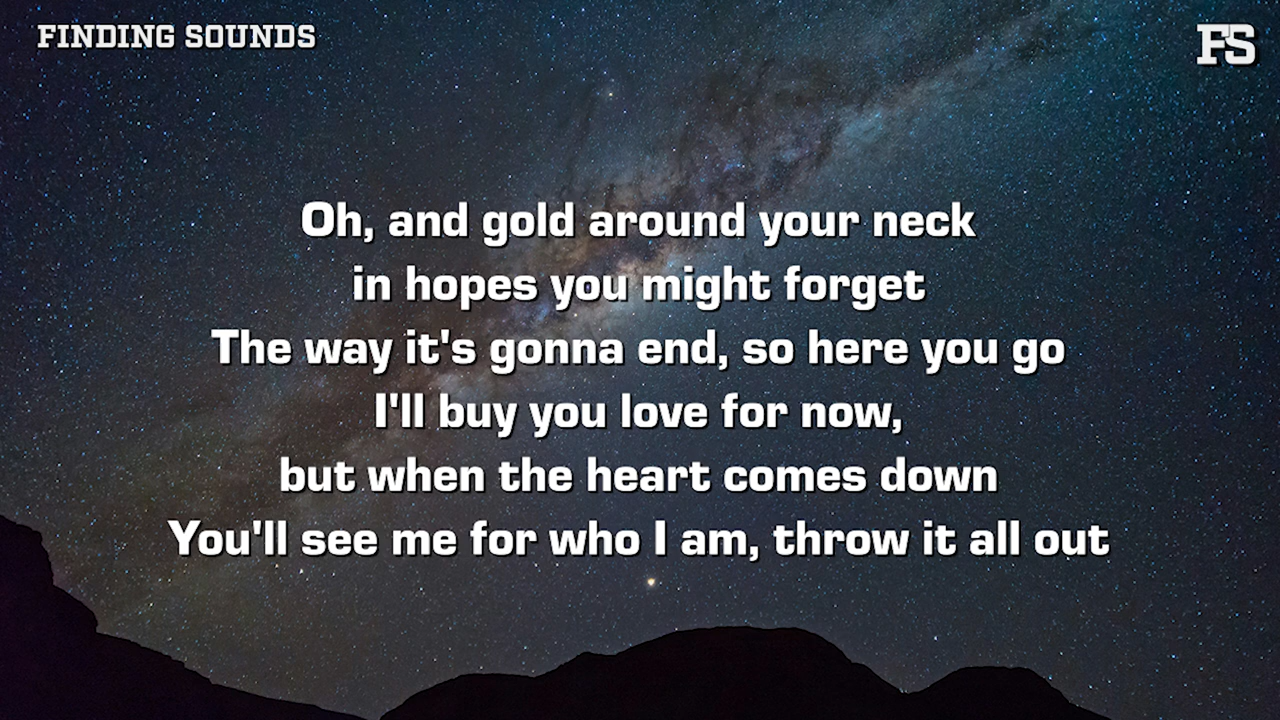 FINDING SOUNDS
FS
Oh, and gold around your neck
in hopes you might forget
The way it's gonna end, so here you go
I'll buy you love for now,
but when the heart comes down
You'll see me for who I am, throw it all out